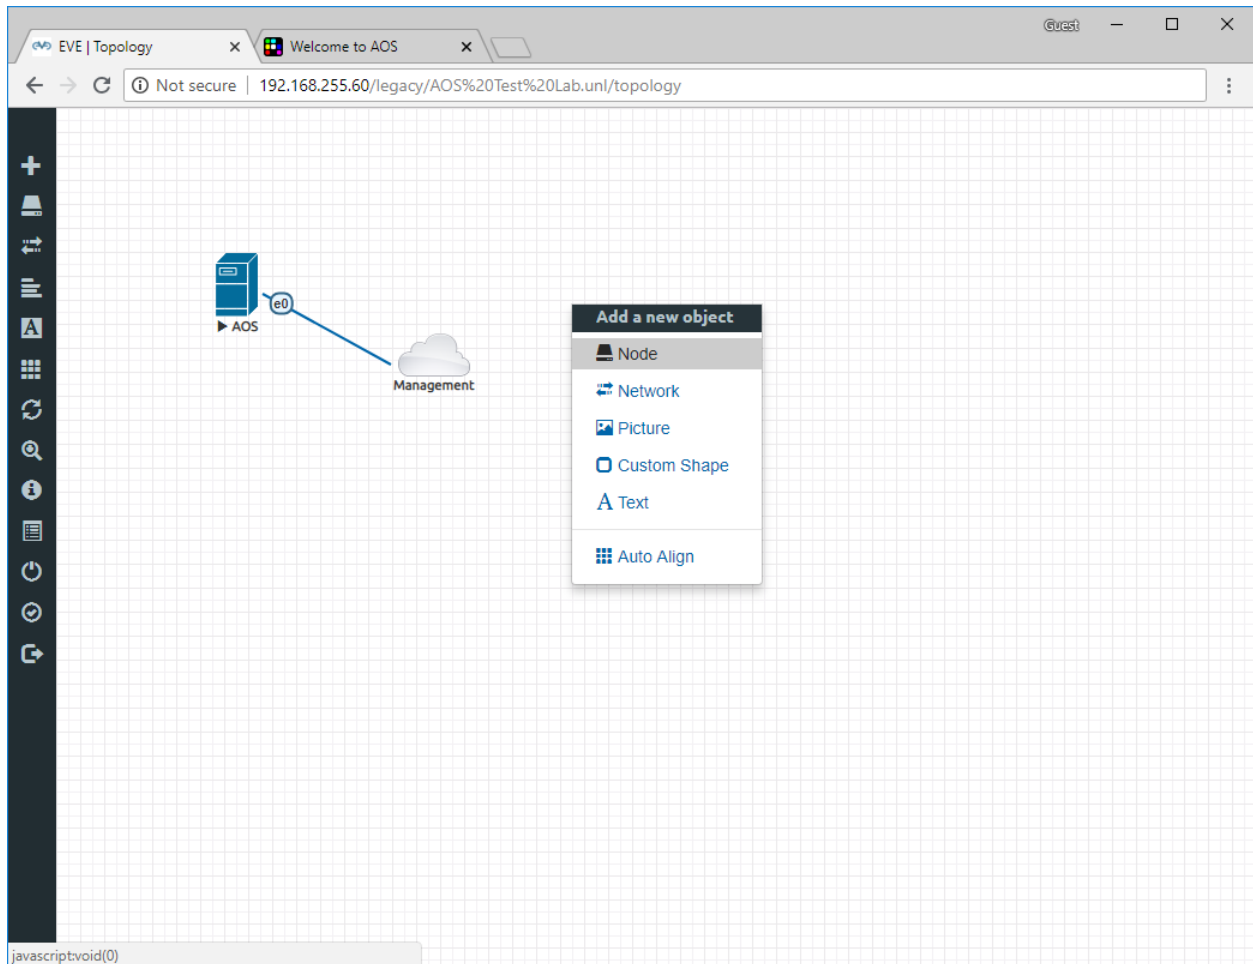 Guest
EVE | Topology
Welcome to AOS
Not secure | 192.168.255.60/legacy/AOS%20Test%20Lab.unl/topology
e0
AOS
Management
Add a new object
Node
Network
Picture
Custom Shape
A Text
Auto Align
A
javascript:void(0)